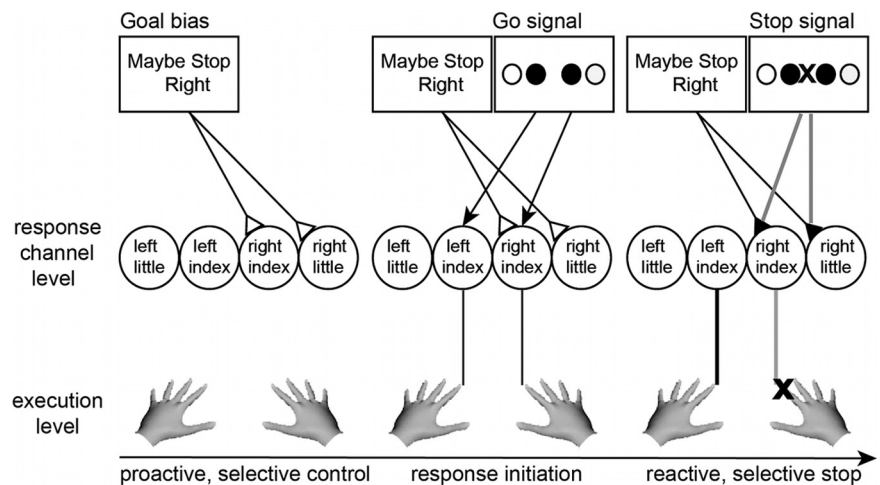 Goal bias
Go signal
Stop signal
Maybe Stop
Right
Maybe Stop
Right
Maybe Stop
Right
X
response
channel
level
left
little
left
index
right
index
right
little
left
little
left
index
right
index
right
little
left
little
left
index
right
index
right
little
execution
level
X
proactive, selective control
response initiation
reactive, selective stop